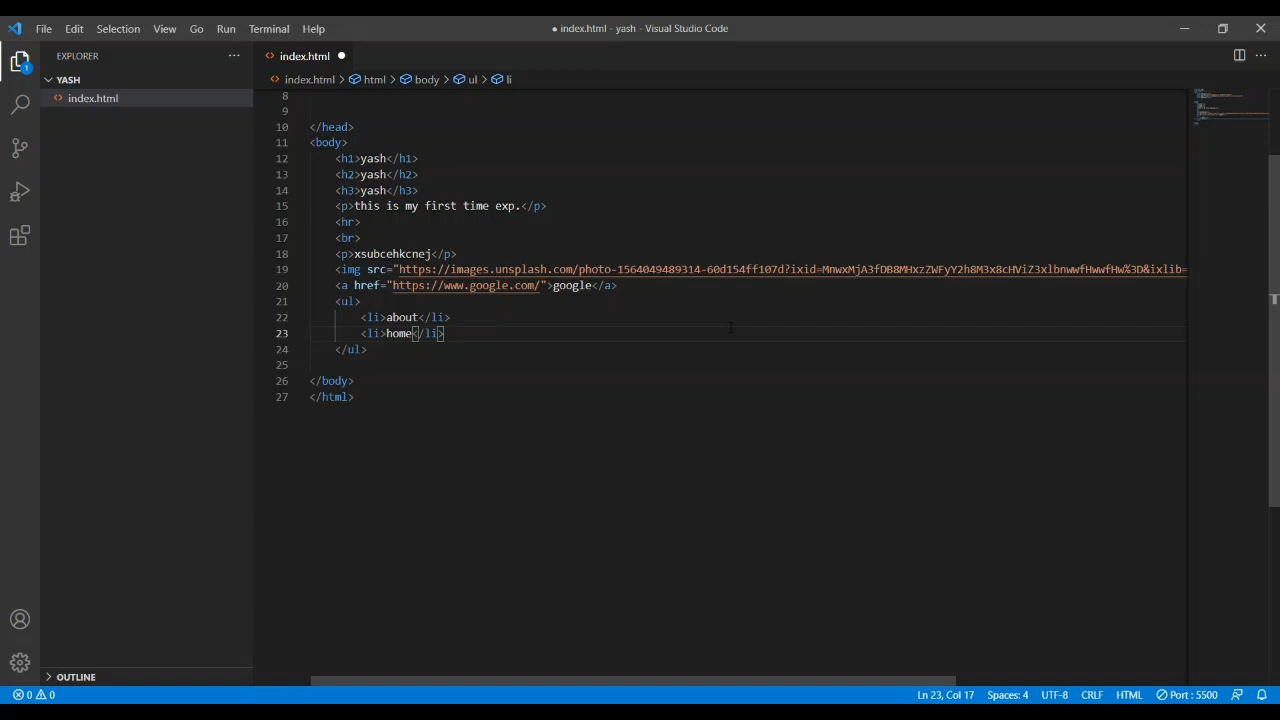 File Edit Selection View Go Run Terminal Help
● index.html - yash - Visual Studio Code
EXPLORER
index.html
YASH
index.html > html > body > ul > li
1
index.html
8
9
10 </head>
11 <body>
12 <h1>yash</h1>
13 <h2>yash</h2>
14 <h3>yash</h3>
15 <p>this is my first time exp.</p>
16 <hr>
17 <br>
18 <p>xsubcehkcnej</p>
19 <img src="https://images.unsplash.com/photo-1564049489314-60d154ff107d?ixid=MnwxMjA3fDB8MHxzZWFyY2h8M3x8cHViZ3xlbnwwfHwwfHw%3D&ixlib=
20 <a href="https://www.google.com/">google</a>
21 <ul>
22 <li>about</li>
23 <li>home</li>
24 </ul>
25
26 </body>
27 </html>
OUTLINE
0 0
Ln 23, Col 17 Spaces: 4 UTF-8 CRLF HTML Port : 5500